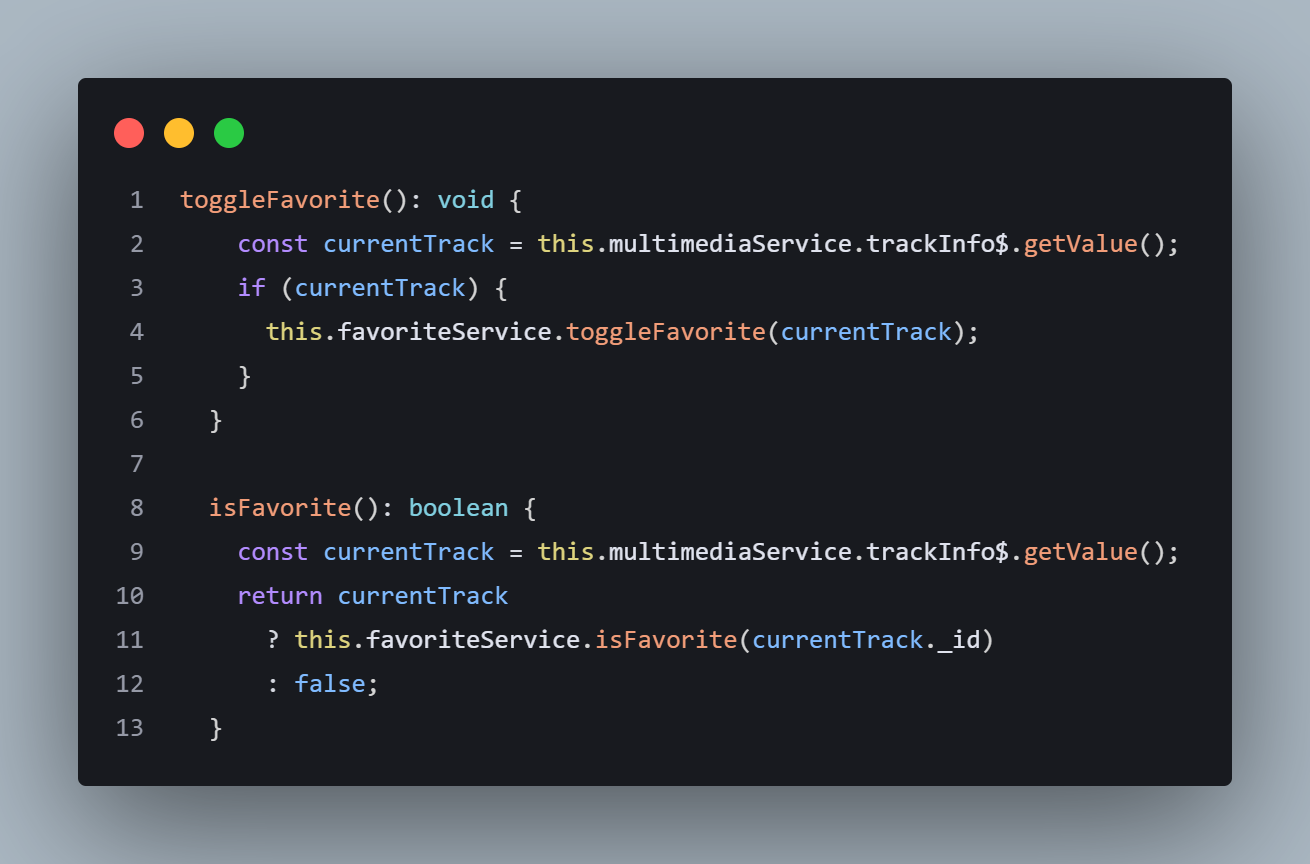 1 toggleFavorite(): void {
2     const currentTrack = this.multimediaService.trackInfo$.getValue();
3     if (currentTrack) {
4       this.favoriteService.toggleFavorite(currentTrack);
5     }
6   }
7
8   isFavorite(): boolean {
9     const currentTrack = this.multimediaService.trackInfo$.getValue();
10     return currentTrack
11       ? this.favoriteService.isFavorite(currentTrack._id)
12       : false;
13   }